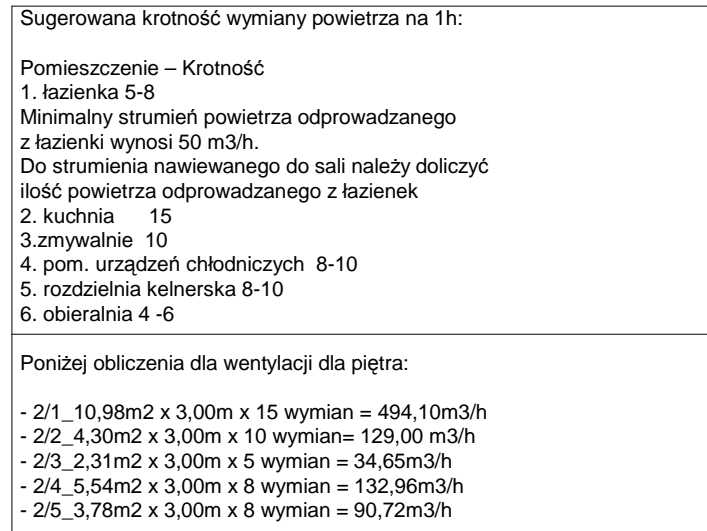 Sugerowana krotność wymiany powietrza na 1h:
Pomieszczenie – Krotność
1. łazienka 5-8
Minimalny strumień powietrza odprowadzanego
z łazienki wynosi 50 m3/h.
Do strumienia nawiewanego do sali należy doliczyć
ilość powietrza odprowadzanego z łazienek
2. kuchnia 15
3.zmywalnie 10
4. pom. urządzeń chłodniczych 8-10
5. rozdzielnia kelnerska 8-10
6. obieralnia 4 -6
Poniżej obliczenia dla wentylacji dla piętra:
- 2/1_10,98m2 x 3,00m x 15 wymian = 494,10m3/h
- 2/2_4,30m2 x 3,00m x 10 wymian= 129,00 m3/h
- 2/3_2,31m2 x 3,00m x 5 wymian = 34,65m3/h
- 2/4_5,54m2 x 3,00m x 8 wymian = 132,96m3/h
- 2/5_3,78m2 x 3,00m x 8 wymian = 90,72m3/h